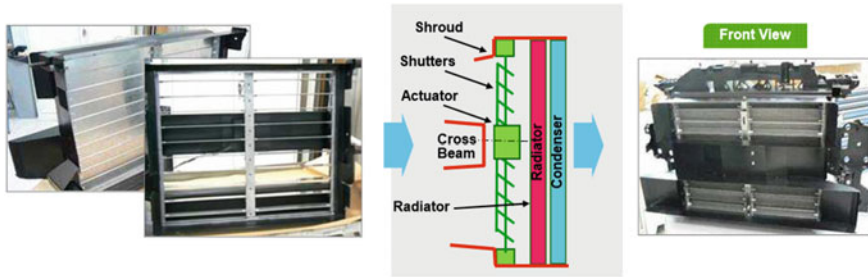 Shroud
Shutters
Actuator
Cross
Beam
Radiator
Radiator
Condenser
Front View